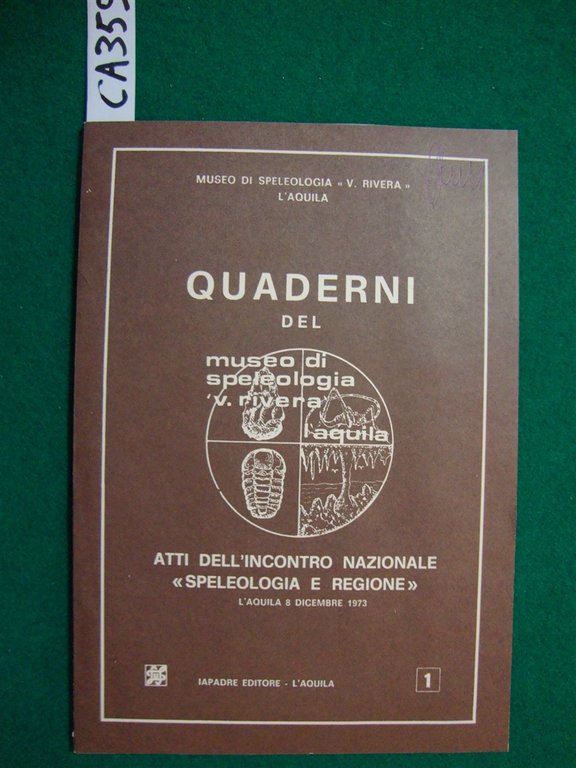 CA359
MUSEO DI SPELEOLOGIA « V. RIVERA »
L'AQUILA
QUADERNI
DEL
museo di
speleologia
'v. rivera'
l'aquila
ATTI DELL'INCONTRO NAZIONALE
«SPELEOLOGIA E REGIONE»
L'AQUILA 8 DICEMBRE 1973
IAPADRE EDITORE - L'AQUILA
1